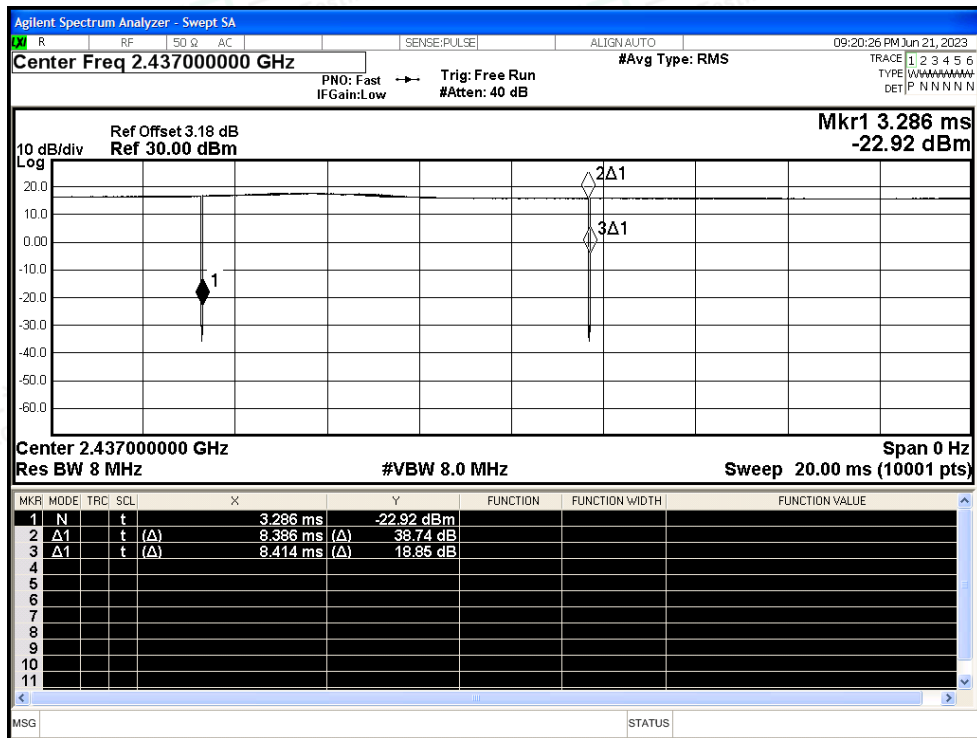 Agilent Spectrum Analyzer - Swept SA
LXI R RF 50 Ω AC SENSE:PULSE ALIGN AUTO 09:20:26 PM Jun 21, 2023
Center Freq 2.437000000 GHz #Avg Type: RMS TRACE 1 2 3 4 5 6
PNO: Fast Trig: Free Run TYPE WWWWWW
IFGain:Low #Atten: 40 dB DET P N N N N N
Mkr1 3.286 ms
Ref Offset 3.18 dB
10 dB/div Ref 30.00 dBm -22.92 dBm
Log
20.0
2Δ1
10.0
3Δ1
0.00
-10.0
1
-20.0
-30.0
-40.0
-50.0
-60.0
Center 2.437000000 GHz Span 0 Hz
Res BW 8 MHz #VBW 8.0 MHz Sweep 20.00 ms (10001 pts)
MKR MODE TRC SCL X Y FUNCTION FUNCTION WIDTH FUNCTION VALUE
1 N t 3.286 ms -22.92 dBm
2 Δ1 t (Δ) 8.386 ms (Δ) 38.74 dB
3 Δ1 t (Δ) 8.414 ms (Δ) 18.85 dB
4
5
6
7
8
9
10
11
MSG STATUS